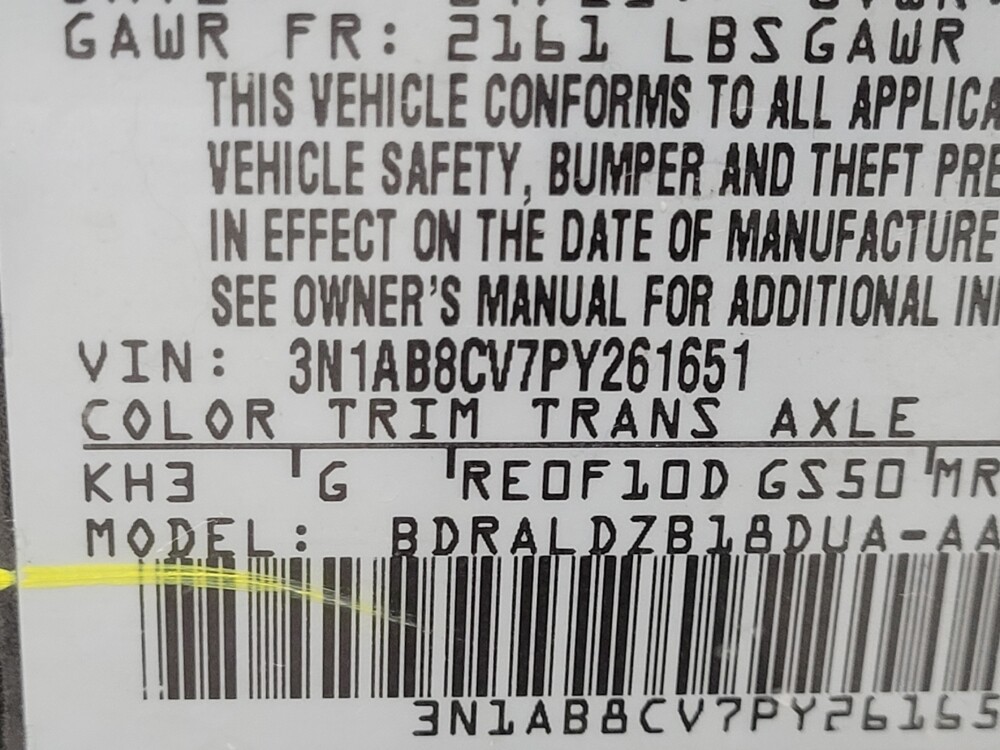 GAWR FR: 2161 LBS GAWR
THIS VEHICLE CONFORMS TO ALL APPLICA
VEHICLE SAFETY, BUMPER AND THEFT PRE
IN EFFECT ON THE DATE OF MANUFACTURE
SEE OWNER'S MANUAL FOR ADDITIONAL IN
VIN: 3N1AB8CV7PY261651
COLOR TRIM TRANS AXLE
KH3 G RE0F10D GS50 MR
MODEL: BDRALDZB18DUA-AA
3N1AB8CV7PY26165